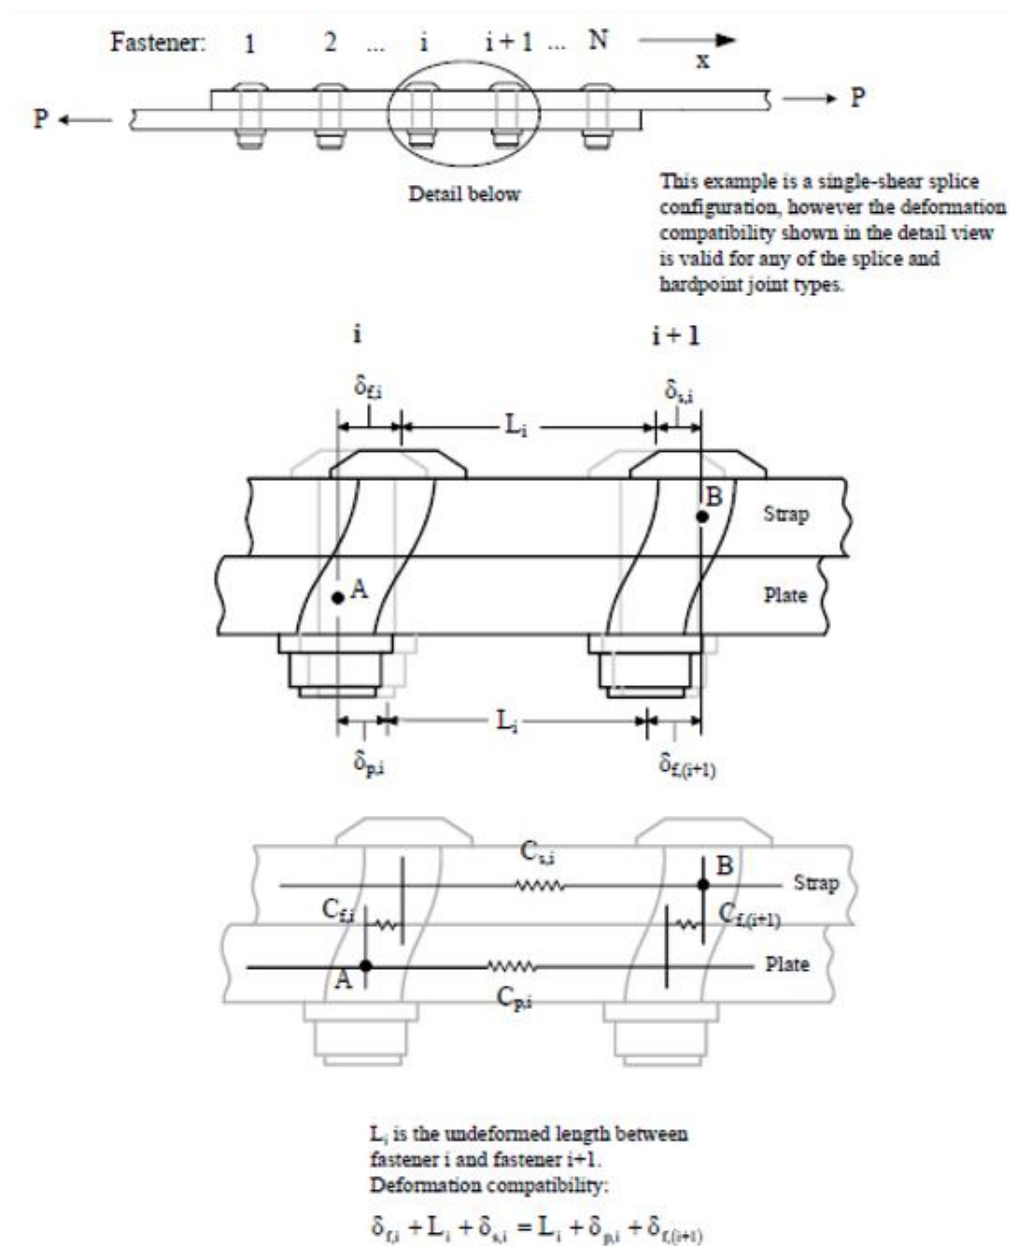 Fastener: 1 2 ... i i + 1 ... N x
P P
Detail below
This example is a single-shear splice
configuration, however the deformation
compatibility shown in the detail view
is valid for any of the splice and
hardpoint joint types.
i i + 1
δf,i δs,i
Li
B
Strap
A
Plate
Li
δp,i δf,(i+1)
Cs,i
B
Strap
Cf,i Cf,(i+1)
A
Plate
Cp,i
Li is the undeformed length between
fastener i and fastener i+1.
Deformation compatibility:
δf,i + Li + δs,i = Li + δp,i + δf,(i+1)